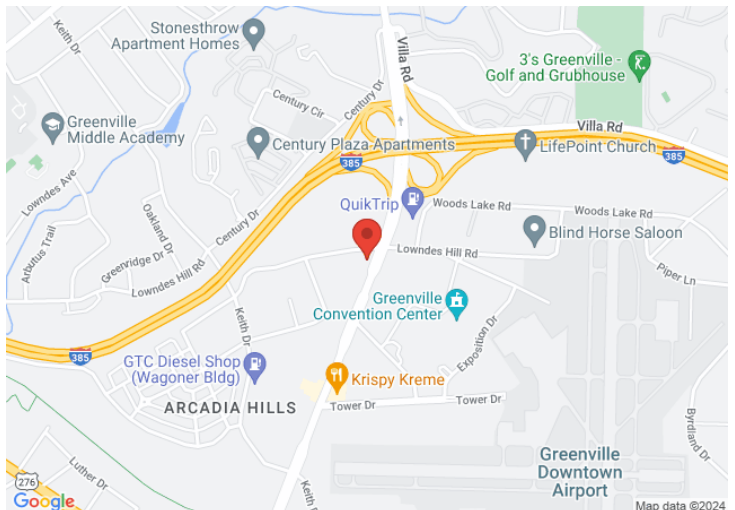 Stonesthrow
Apartment Homes
Keith Dr
Villa Rd
3's Greenville -
Golf and Grubhouse
Century Dr
Century Cir
Greenville
Middle Academy
Century Plaza Apartments
Villa Rd
LifePoint Church
385
385
Lowndes Ave
QuikTrip
Woods Lake Rd
Woods Lake Rd
Oakland Dr
Century Dr
Arbutus Trail
Blind Horse Saloon
Greenridge Dr
Lowndes Hill Rd
Lowndes Hill Rd
Piper Ln
Greenville
Convention Center
Keith Dr
Exposition Dr
385
GTC Diesel Shop
(Wagoner Bldg)
Krispy Kreme
ARCADIA HILLS
Tower Dr
Tower Dr
Byrdland Dr
Greenville
Downtown
Airport
276
Luther Dr
Keith
Google
Map data ©2024